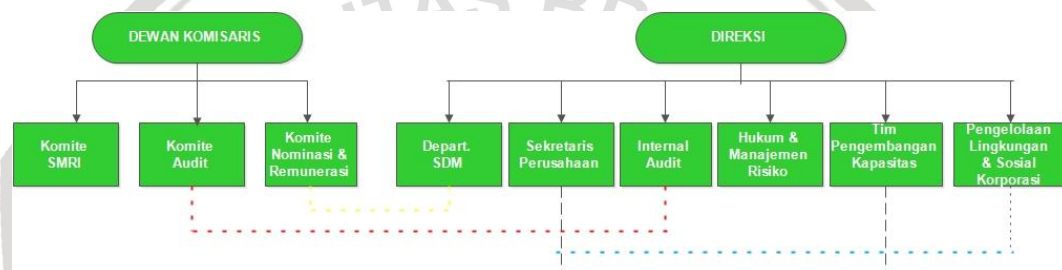 DEWAN KOMISARIS
DIREKSI
Komite
SMRI
Komite
Audit
Komite
Nominasi &
Remunerasi
Depart.
SDM
Sekretaris
Perusahaan
Internal
Audit
Hukum &
Manajemen
Risiko
Tim
Pengembangan
Kapasitas
Pengelolaan
Lingkungan
& Sosial
Korporasi